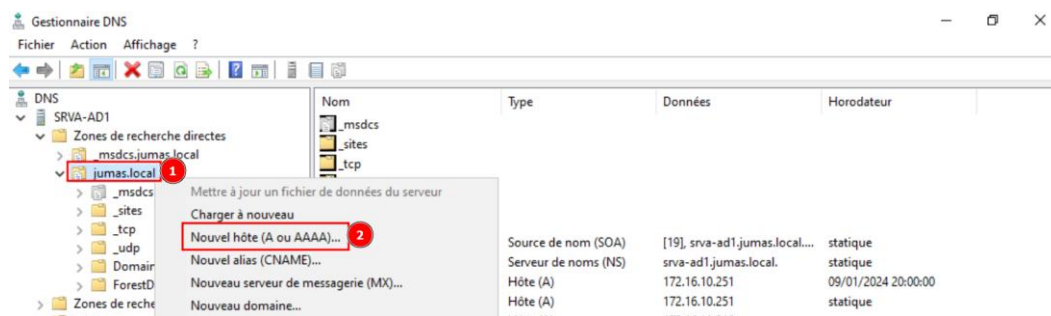 Gestionnaire DNS
Fichier Action Affichage ?
DNS
SRVA-AD1
Zones de recherche directes
_msdcs.jumas.local
jumas.local 1
_msdcs
_sites
_tcp
_udp
Domair
ForestD
Zones de reche
Mettre à jour un fichier de données du serveur
Charger à nouveau
Nouvel hôte (A ou AAAA)... 2
Nouvel alias (CNAME)...
Nouveau serveur de messagerie (MX)...
Nouveau domaine...
Nom Type Données Horodateur
_msdcs
_sites
_tcp
Source de nom (SOA) [19], srva-ad1.jumas.local.... statique
Serveur de noms (NS) srva-ad1.jumas.local. statique
Hôte (A) 172.16.10.251 09/01/2024 20:00:00
Hôte (A) 172.16.10.251 statique